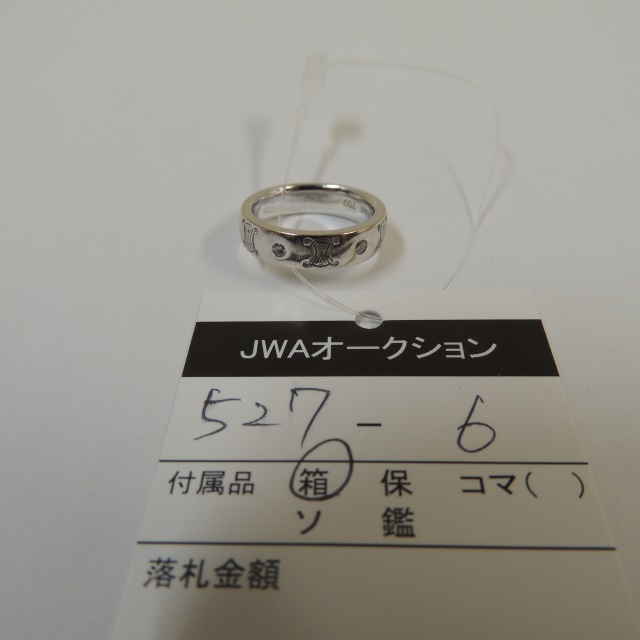 JWAオークション
527 - 6
付属品 箱 保 コマ( )
ソ 鑑
落札金額